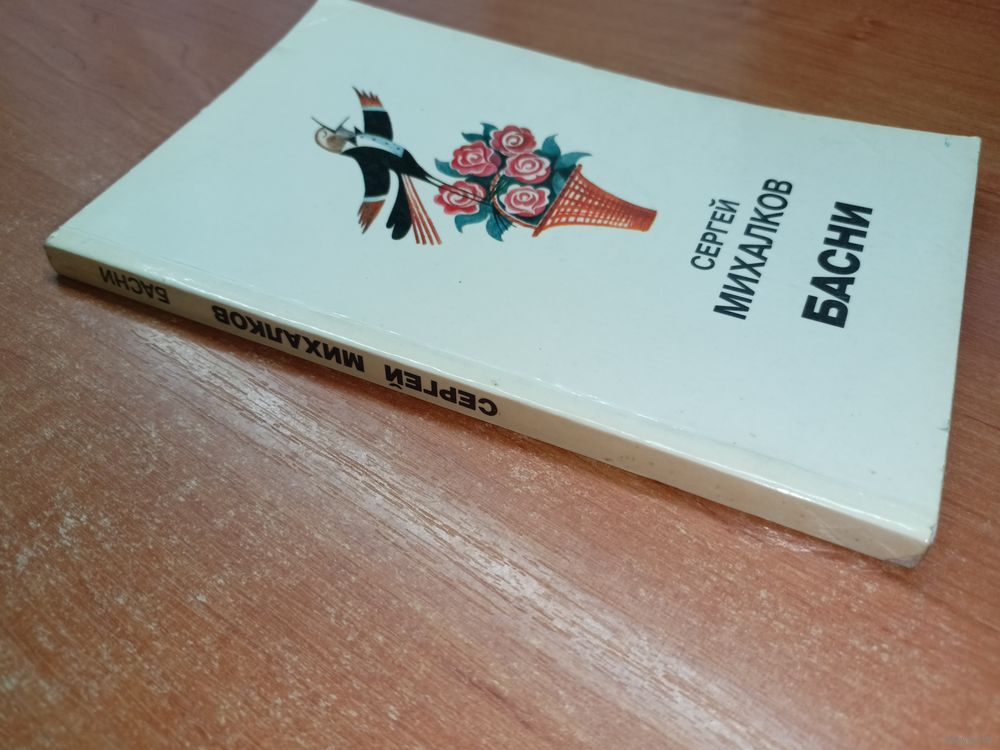 СЕРГЕЙ
МИХАЛКОВ
БАСНИ
СЕРГЕЙ МИХАЛКОВ БАСНИ